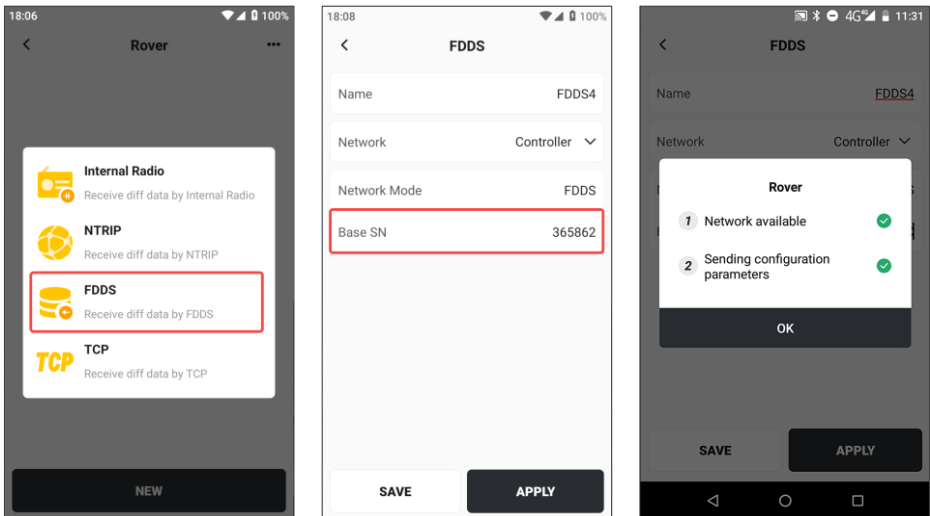 18:06
100%
Rover
Internal Radio
Receive diff data by Internal Radio
NTRIP
Receive diff data by NTRIP
FDDS
Receive diff data by FDDS
TCP
TCP
Receive diff data by TCP
NEW
18:08
100%
FDDS
Name FDDS4
Network Controller
Network Mode FDDS
Base SN 365862
SAVE APPLY
4G 11:31
FDDS
Name FDDS4
Network Controller
Rover
1 Network available
2 Sending configuration
parameters
OK
SAVE APPLY